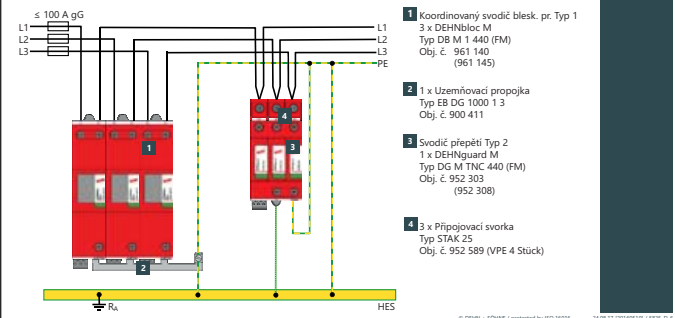 ≤ 100 A gG
L1
L2
L3
L1
L2
L3
PE
1
2
3
4
RA
HES
1 Koordinovaný svodič blesk. pr. Typ 1
3 x DEHNbloc M
Typ DB M 1 440 (FM)
Obj. č. 961 140
(961 145)
2 1 x Uzemňovací propojka
Typ EB DG 1000 1 3
Obj. č. 900 411
3 Svodič přepětí Typ 2
1 x DEHNguard M
Typ DG M TNC 440 (FM)
Obj. č. 952 303
(952 308)
4 3 x Připojovací svorka
Typ STAK 25
Obj. č. 952 589 (VPE 4 Stück)